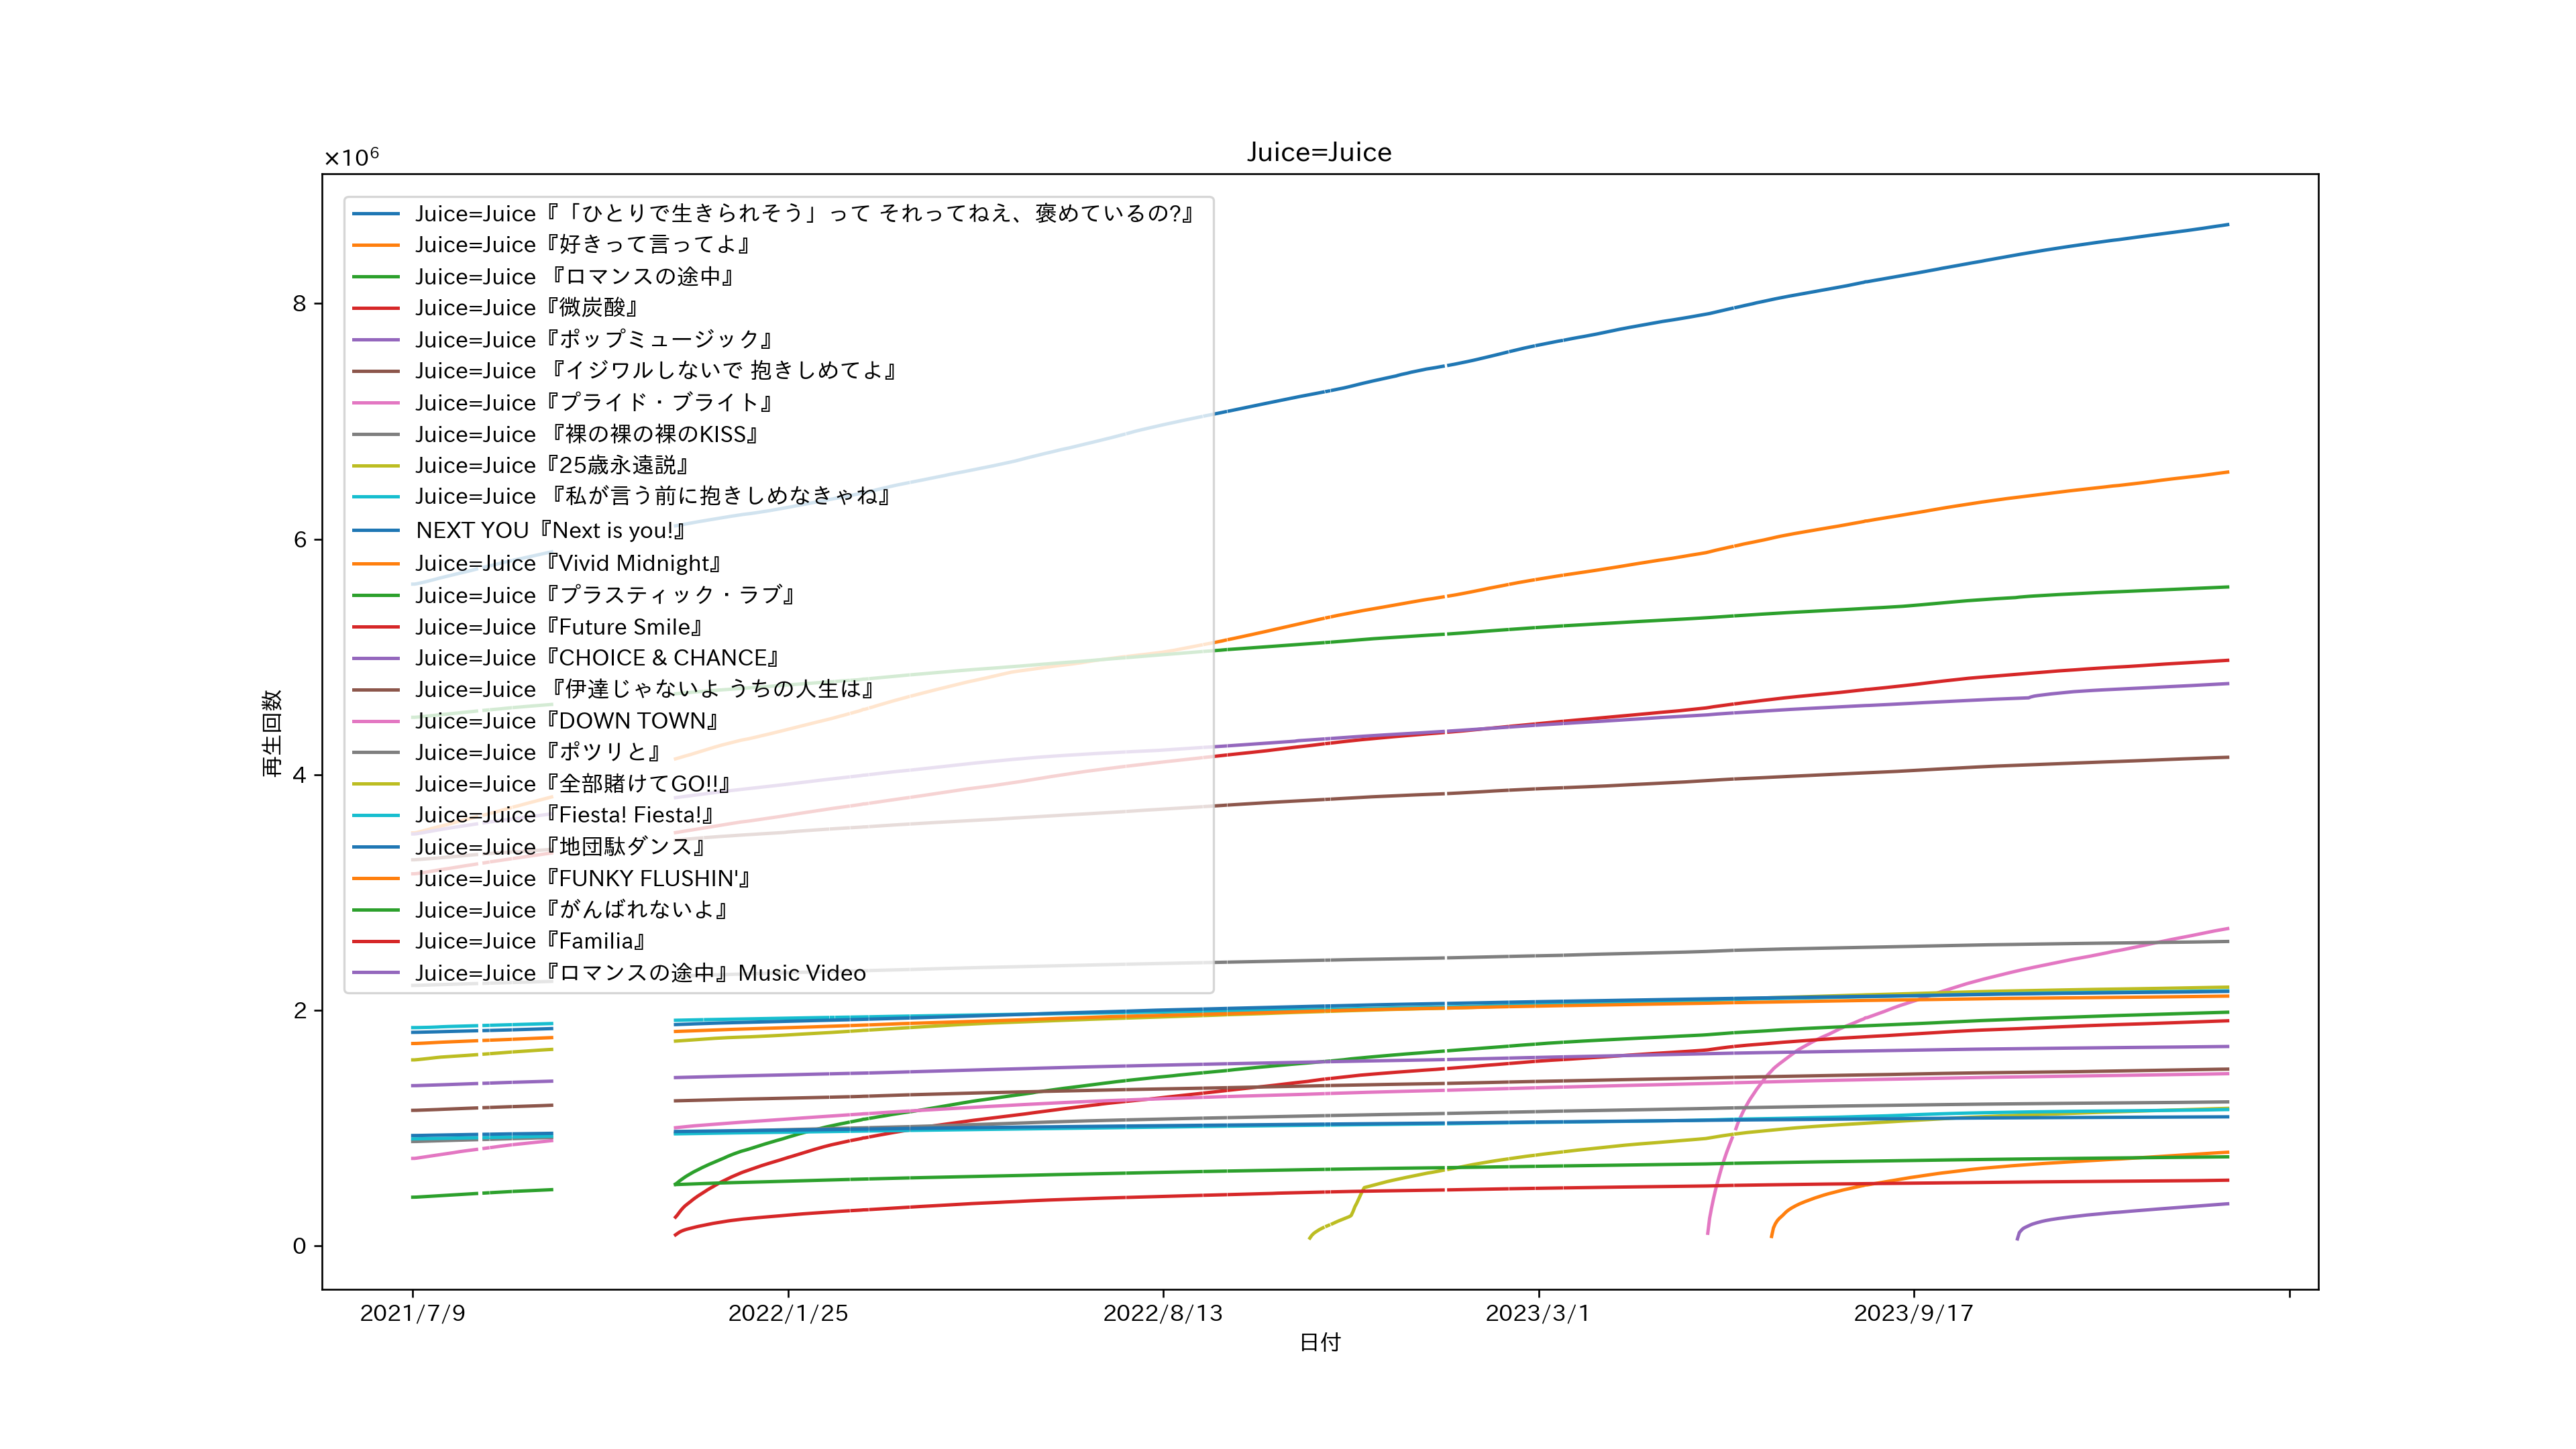 Juice=Juice
×10⁶
Juice=Juice『「ひとりで生きられそう」って それってねえ、褒めているの?』
Juice=Juice『好きって言ってよ』
Juice=Juice 『ロマンスの途中』
Juice=Juice『微炭酸』
Juice=Juice『ポップミュージック』
Juice=Juice 『イジワルしないで 抱きしめてよ』
Juice=Juice『プライド・ブライト』
Juice=Juice 『裸の裸の裸のKISS』
Juice=Juice『25歳永遠説』
Juice=Juice 『私が言う前に抱きしめなきゃね』
NEXT YOU『Next is you!』
Juice=Juice『Vivid Midnight』
Juice=Juice『プラスティック・ラブ』
Juice=Juice『Future Smile』
Juice=Juice『CHOICE & CHANCE』
Juice=Juice 『伊達じゃないよ うちの人生は』
Juice=Juice『DOWN TOWN』
Juice=Juice『ポツリと』
Juice=Juice『全部賭けてGO!!』
Juice=Juice『Fiesta! Fiesta!』
Juice=Juice『地団駄ダンス』
Juice=Juice『FUNKY FLUSHIN'』
Juice=Juice『がんばれないよ』
Juice=Juice『Familia』
Juice=Juice『ロマンスの途中』Music Video
8
6
4
2
0
再生回数
2021/7/9
2022/1/25
2022/8/13
2023/3/1
2023/9/17
日付